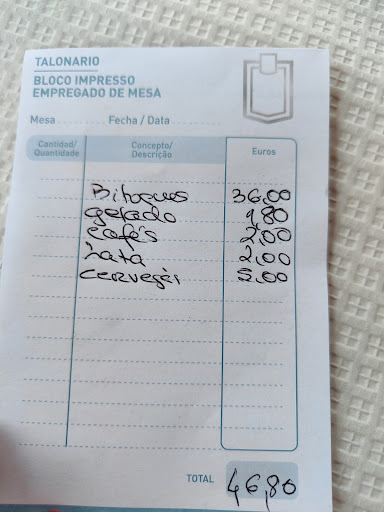 TALONARIO
BLOCO IMPRESSO
EMPREGADO DE MESA
Mesa .......... Fecha / Data ..........
Cantidad/ Quantidade Concepto/ Descrição Euros
Bitoques 36,00
gelado 1,80
cafés 2,00
Lata 2,00
cervejas 5,00
TOTAL 46,80